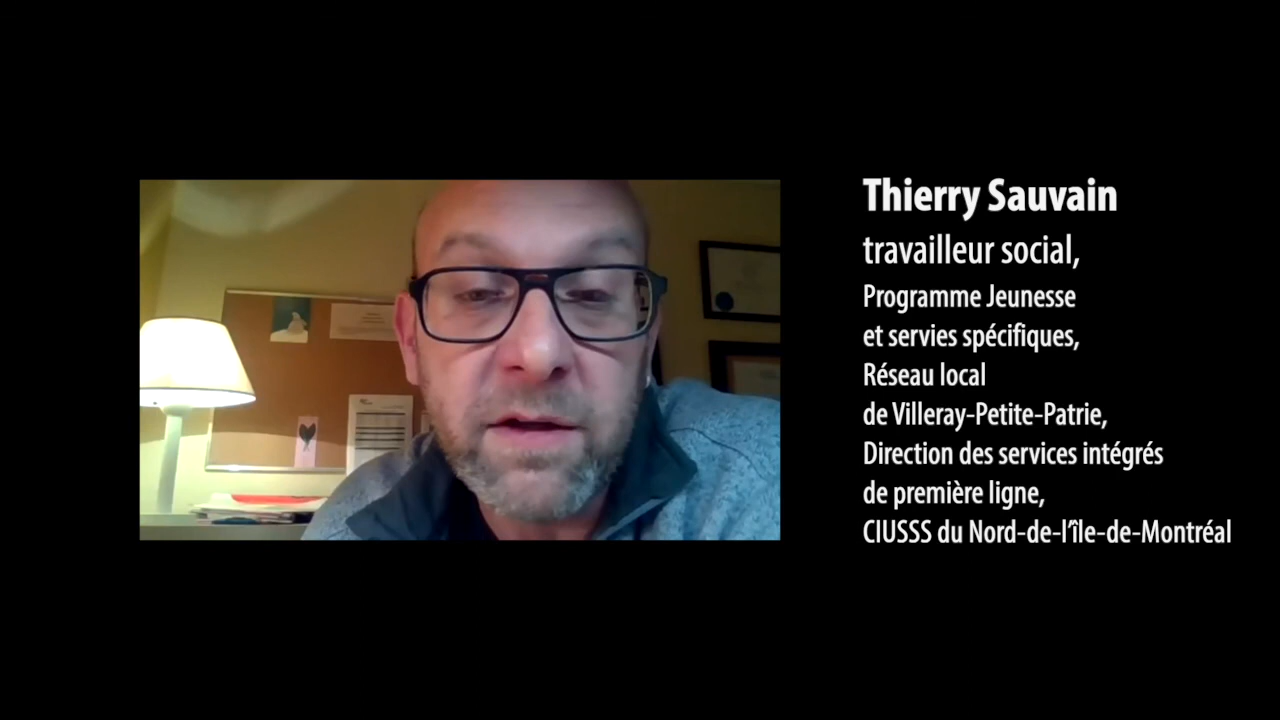 Thierry Sauvain
travailleur social,
Programme Jeunesse
et servies spécifiques,
Réseau local
de Villeray-Petite-Patrie,
Direction des services intégrés
de première ligne,
CIUSSS du Nord-de-l'île-de-Montréal